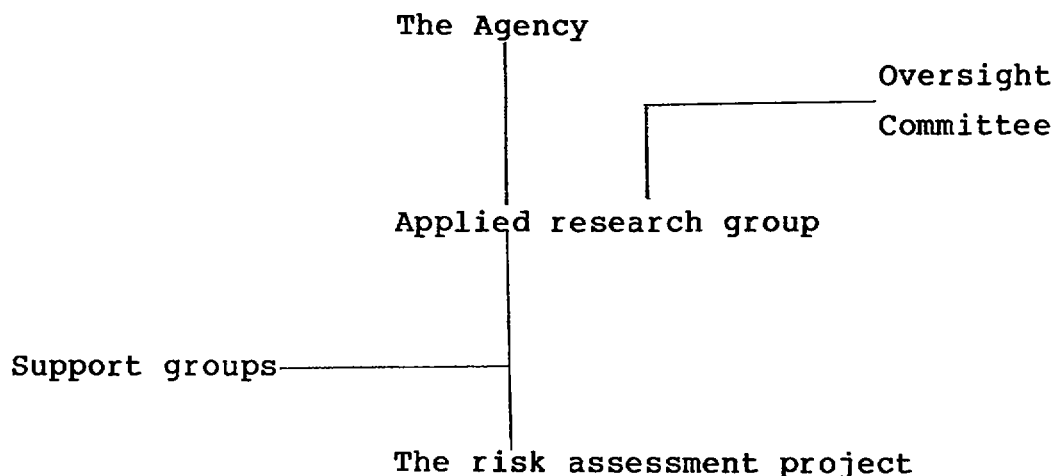 The Agency
Oversight
Committee
Applied research group
Support groups
The risk assessment project